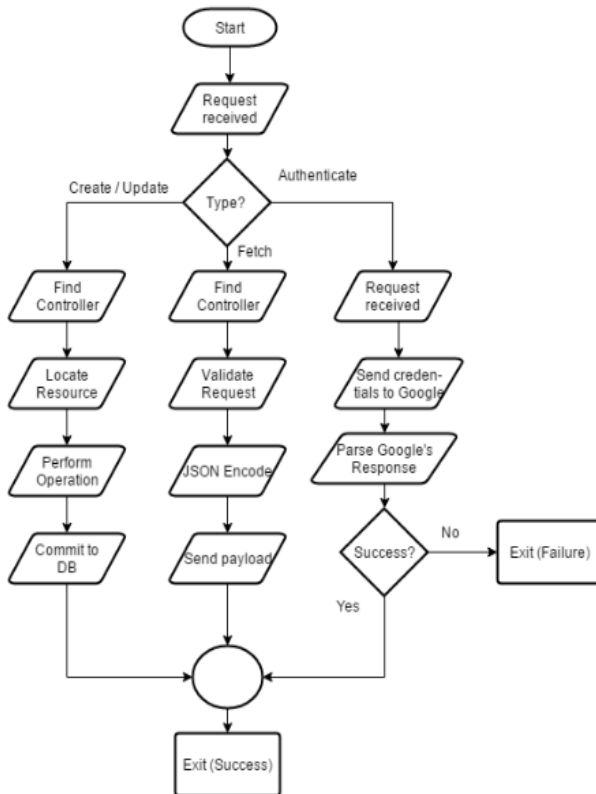 Start
Request
received
Type?
Create / Update
Authenticate
Fetch
Find
Controller
Find
Controller
Request
received
Locate
Resource
Validate
Request
Send creden-
tials to Google
Perform
Operation
JSON Encode
Parse Google's
Response
Commit to
DB
Send payload
Success?
No
Exit (Failure)
Yes
Exit (Success)